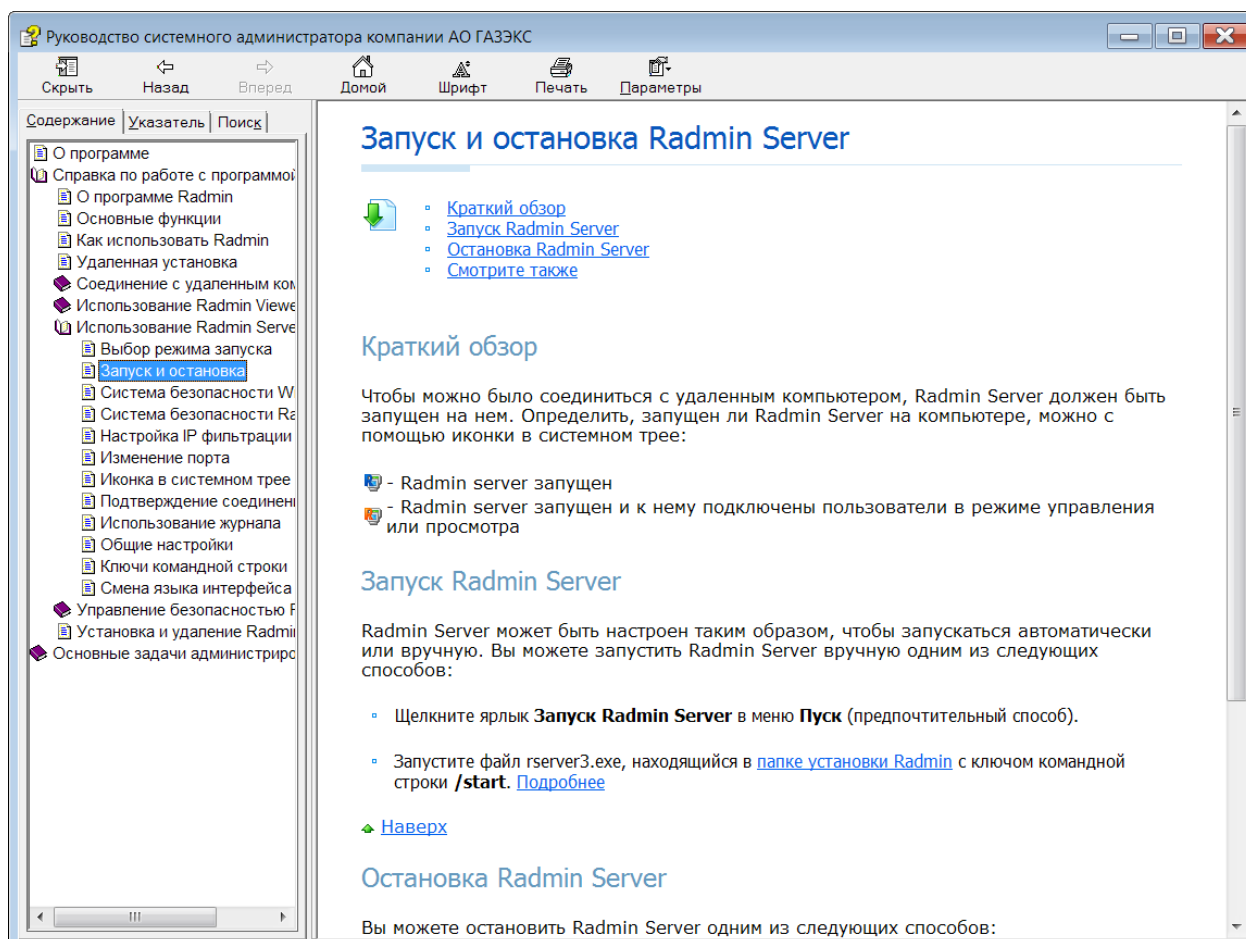 Руководство системного администратора компании АО ГАЗЭКС
Скрыть Назад Вперед Домой Шрифт Печать Параметры
Содержание Указатель Поиск
О программе
Справка по работе с программой
О программе Radmin
Основные функции
Как использовать Radmin
Удаленная установка
Соединение с удаленным ком
Использование Radmin Viewe
Использование Radmin Serve
Выбор режима запуска
Запуск и остановка
Система безопасности W
Система безопасности Ra
Настройка IP фильтрации
Изменение порта
Иконка в системном трее
Подтверждение соединен
Использование журнала
Общие настройки
Ключи командной строки
Смена языка интерфейса
Управление безопасностью R
Установка и удаление Radmi
Основные задачи администриро
Запуск и остановка Radmin Server
Краткий обзор
Запуск Radmin Server
Остановка Radmin Server
Смотрите также
Краткий обзор
Чтобы можно было соединиться с удаленным компьютером, Radmin Server должен быть
запущен на нем. Определить, запущен ли Radmin Server на компьютере, можно с
помощью иконки в системном трее:
- Radmin server запущен
- Radmin server запущен и к нему подключены пользователи в режиме управления
или просмотра
Запуск Radmin Server
Radmin Server может быть настроен таким образом, чтобы запускаться автоматически
или вручную. Вы можете запустить Radmin Server вручную одним из следующих
способов:
Щелкните ярлык Запуск Radmin Server в меню Пуск (предпочтительный способ).
Запустите файл rserver3.exe, находящийся в папке установки Radmin с ключом командной
строки /start. Подробнее
Наверх
Остановка Radmin Server
Вы можете остановить Radmin Server одним из следующих способов: